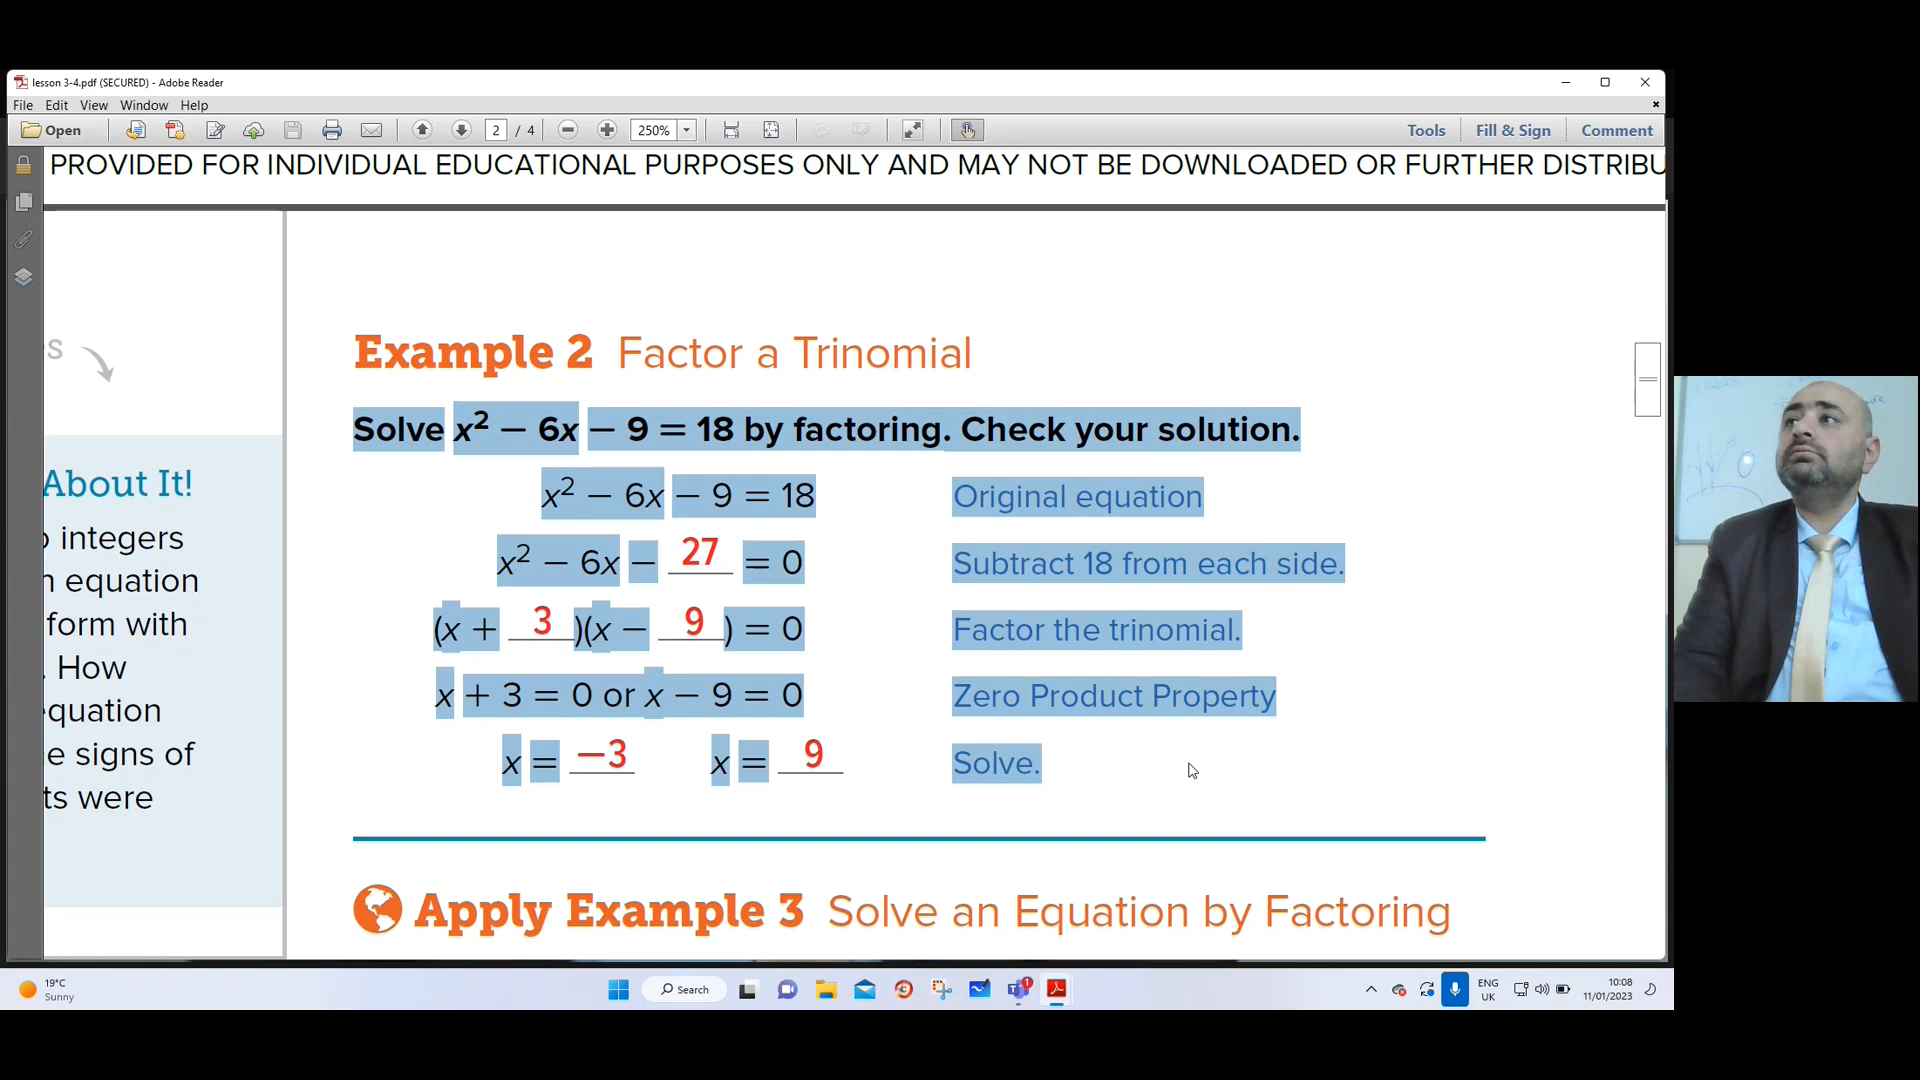 lesson 3-4.pdf (SECURED) - Adobe Reader
File Edit View Window Help
Open 2 / 4 250% Tools Fill & Sign Comment
PROVIDED FOR INDIVIDUAL EDUCATIONAL PURPOSES ONLY AND MAY NOT BE DOWNLOADED OR FURTHER DISTRIBU
s
About It!
integers
n equation
form with
. How
equation
e signs of
ts were
Example 2 Factor a Trinomial
Solve x² − 6x − 9 = 18 by factoring. Check your solution.
x² − 6x − 9 = 18 Original equation
x² − 6x − 27 = 0 Subtract 18 from each side.
(x + 3)(x − 9) = 0 Factor the trinomial.
x + 3 = 0 or x − 9 = 0 Zero Product Property
x = −3 x = 9 Solve.
Apply Example 3 Solve an Equation by Factoring
19°C
Sunny
Search
1
ENG
UK
10:08
11/01/2023